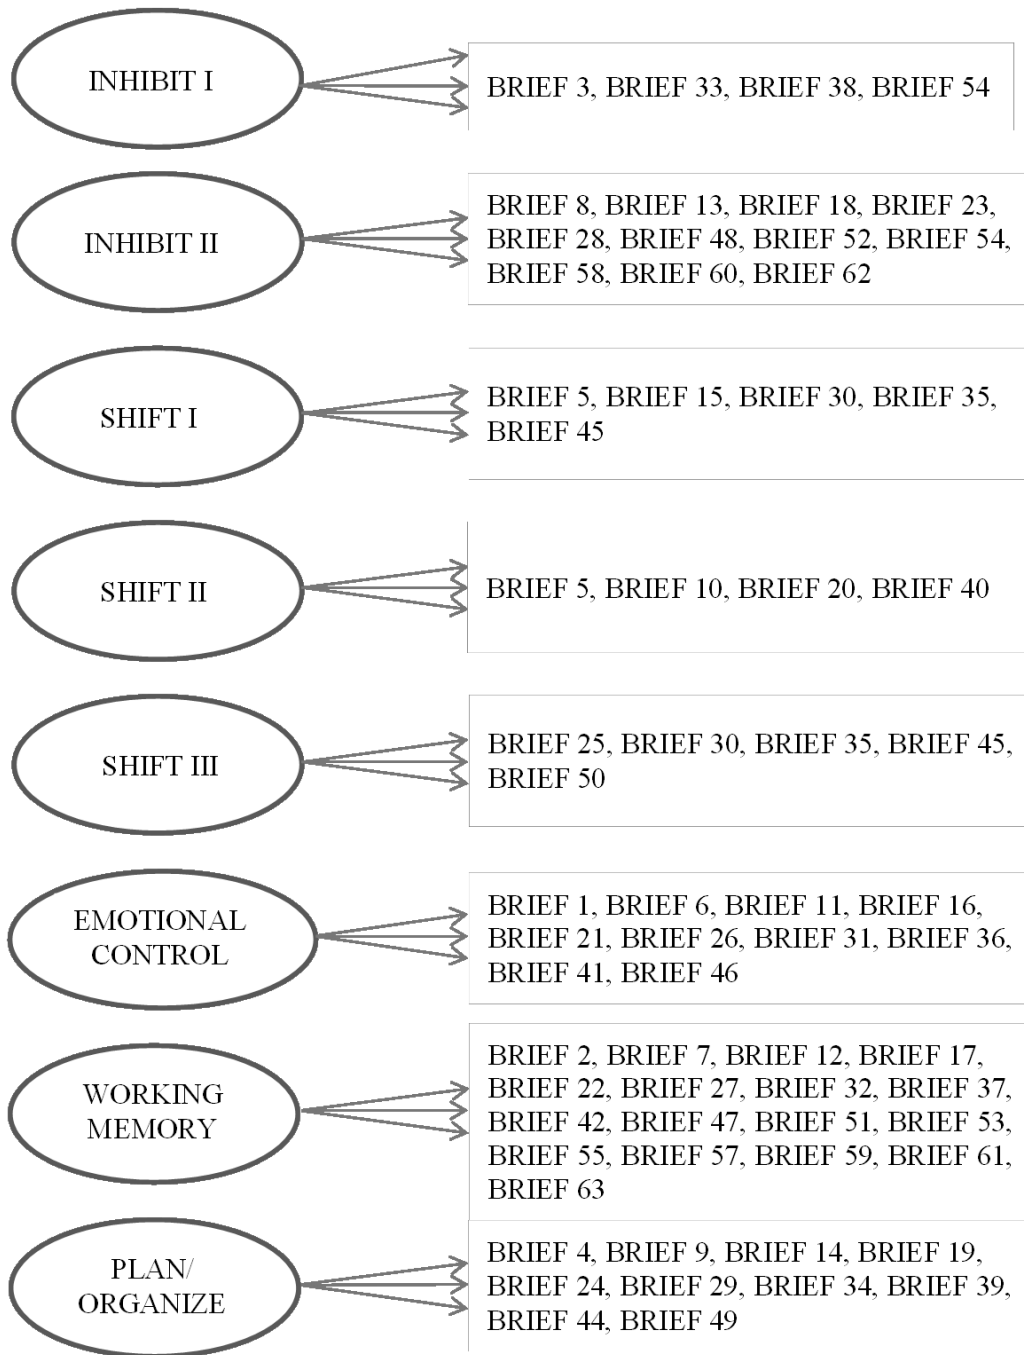 INHIBIT I
BRIEF 3, BRIEF 33, BRIEF 38, BRIEF 54
INHIBIT II
BRIEF 8, BRIEF 13, BRIEF 18, BRIEF 23,
BRIEF 28, BRIEF 48, BRIEF 52, BRIEF 54,
BRIEF 58, BRIEF 60, BRIEF 62
SHIFT I
BRIEF 5, BRIEF 15, BRIEF 30, BRIEF 35,
BRIEF 45
SHIFT II
BRIEF 5, BRIEF 10, BRIEF 20, BRIEF 40
SHIFT III
BRIEF 25, BRIEF 30, BRIEF 35, BRIEF 45,
BRIEF 50
EMOTIONAL
CONTROL
BRIEF 1, BRIEF 6, BRIEF 11, BRIEF 16,
BRIEF 21, BRIEF 26, BRIEF 31, BRIEF 36,
BRIEF 41, BRIEF 46
WORKING
MEMORY
BRIEF 2, BRIEF 7, BRIEF 12, BRIEF 17,
BRIEF 22, BRIEF 27, BRIEF 32, BRIEF 37,
BRIEF 42, BRIEF 47, BRIEF 51, BRIEF 53,
BRIEF 55, BRIEF 57, BRIEF 59, BRIEF 61,
BRIEF 63
PLAN/
ORGANIZE
BRIEF 4, BRIEF 9, BRIEF 14, BRIEF 19,
BRIEF 24, BRIEF 29, BRIEF 34, BRIEF 39,
BRIEF 44, BRIEF 49